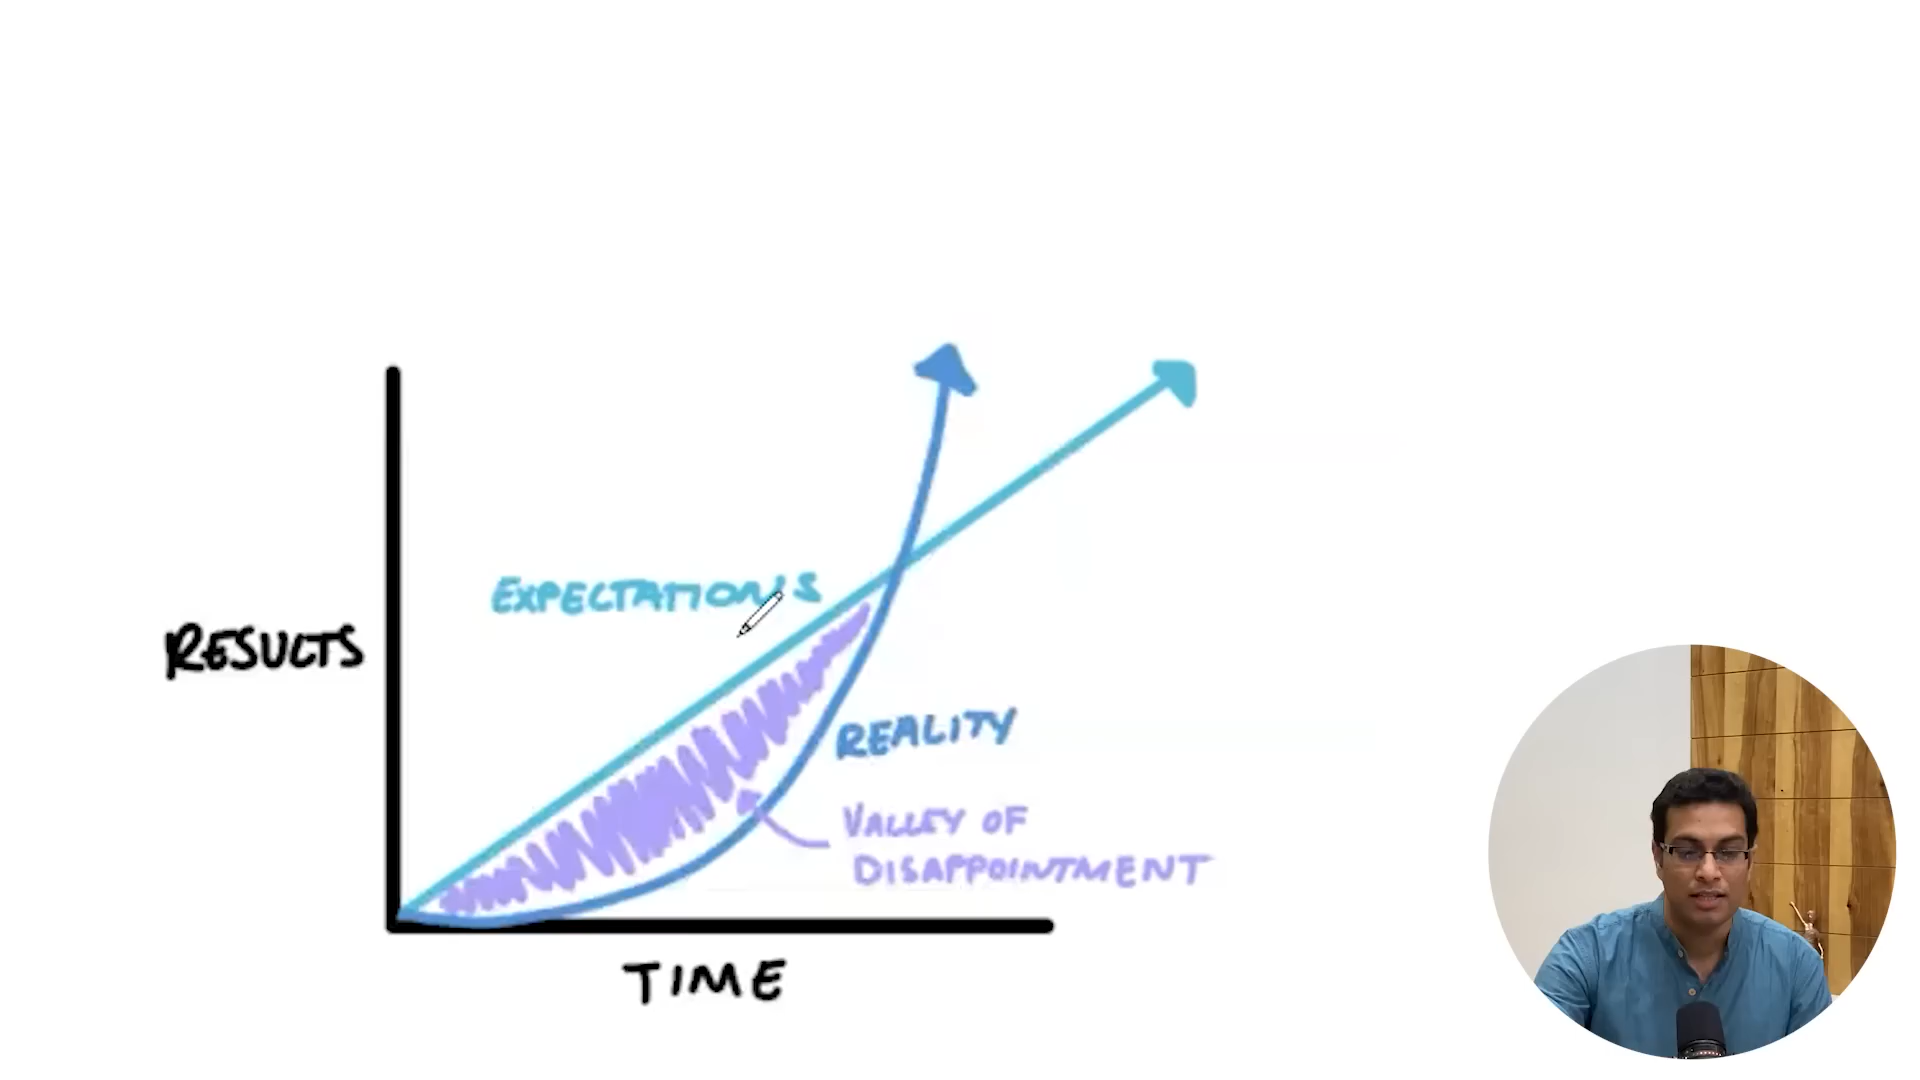 EXPECTATIONS
RESULTS
REALITY
VALLEY OF
DISAPPOINTMENT
TIME